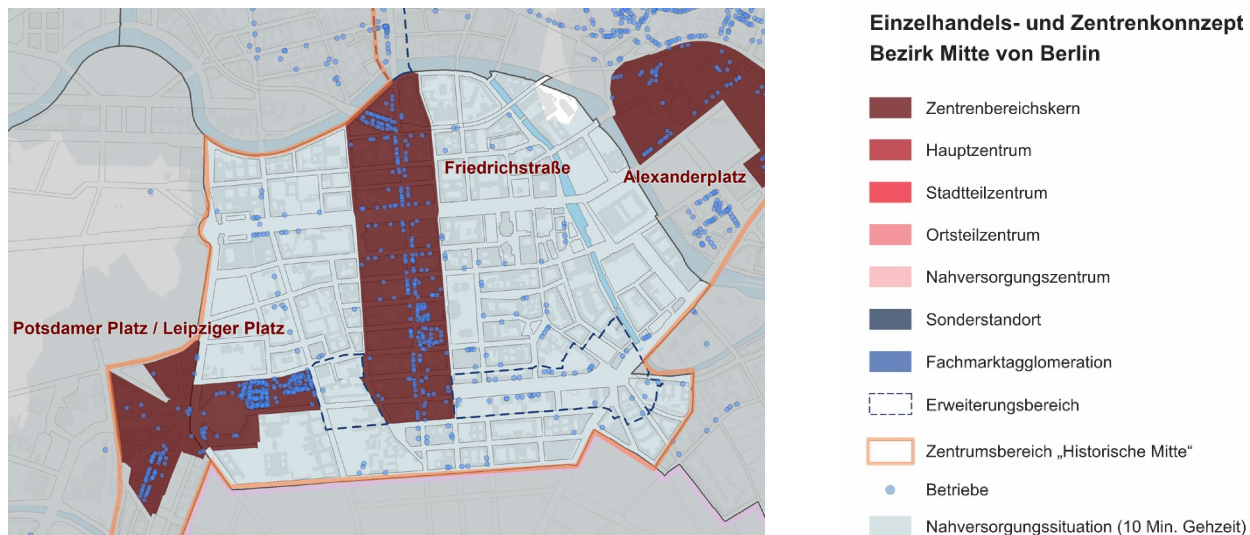 Friedrichstraße
Alexanderplatz
Potsdamer Platz / Leipziger Platz
Einzelhandels- und Zentrenkonnzept
Bezirk Mitte von Berlin
Zentrenbereichskern
Hauptzentrum
Stadtteilzentrum
Ortsteilzentrum
Nahversorgungszentrum
Sonderstandort
Fachmarktagglomeration
Erweiterungsbereich
Zentrumsbereich „Historische Mitte“
Betriebe
Nahversorgungssituation (10 Min. Gehzeit)